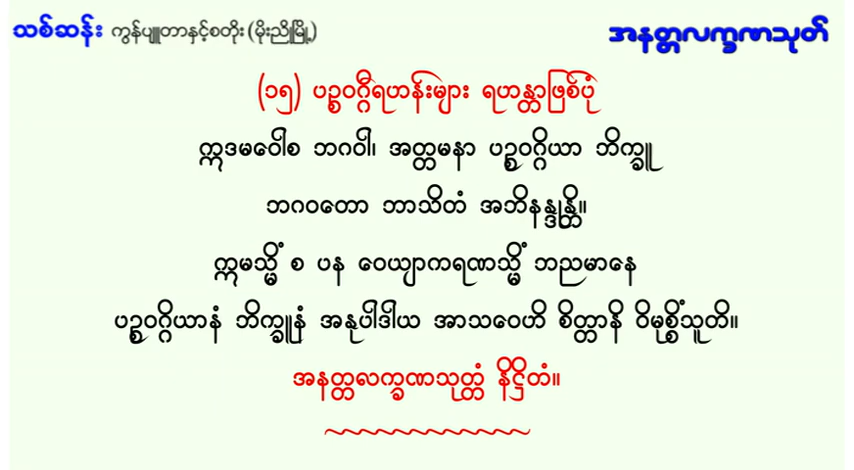 သစ်ဆန်း ကွန်ပျူတာနှင့်စတိုး (မိုးညှိုမြို့) အနတ္တလက္ခဏသုတ်
(၁၅) ပဉ္စဝဂ္ဂီရဟန်းများ ရဟန္တာဖြစ်ပုံ
ဣဒမဝေါစ ဘဂဝါ၊ အတ္တမနာ ပဉ္စဝဂ္ဂိယာ ဘိက္ခူ
ဘဂဝတော ဘာသိတံ အဘိနန္ဒုန္တိ။
ဣမသ္မိံ စ ပန ဝေယျာကရဏသ္မိံ ဘညမာနေ
ပဉ္စဝဂ္ဂိယာနံ ဘိက္ခူနံ အနုပါဒါယ အာသဝေဟိ စိတ္တာနိ ဝိမုစ္စိံသူတိ။
အနတ္တလက္ခဏသုတ္တံ နိဋ္ဌိတံ။